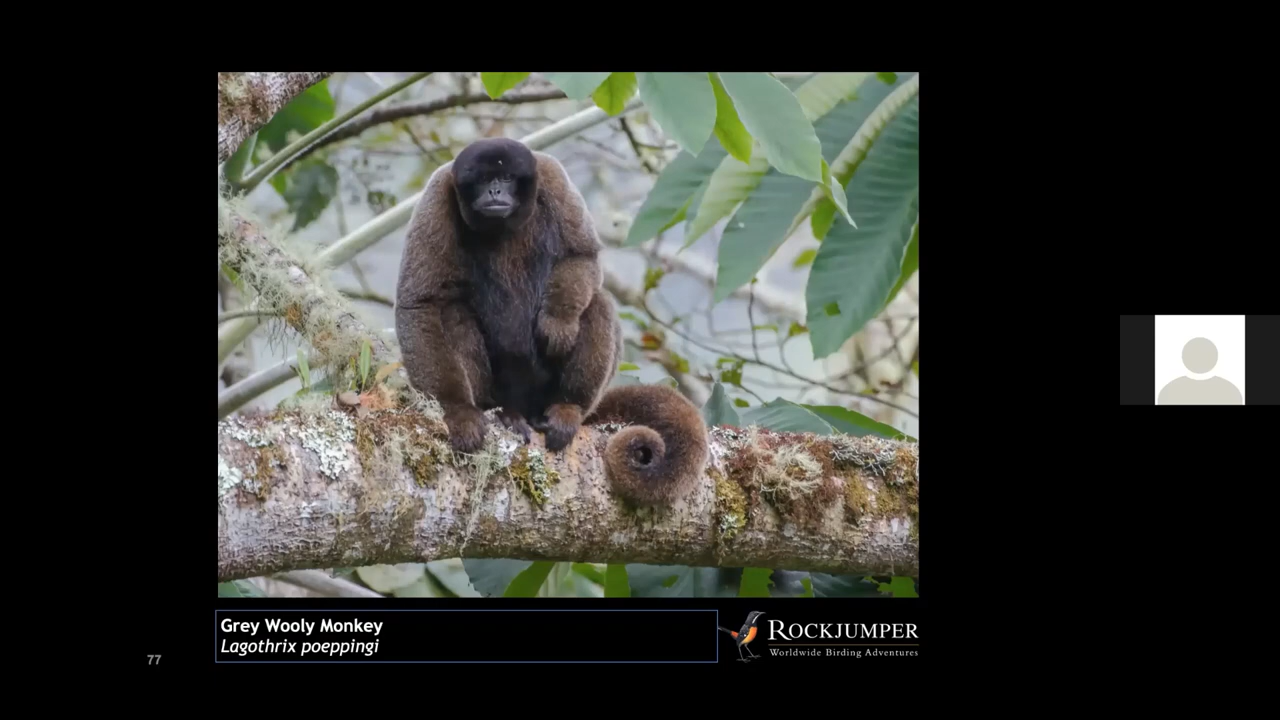 Grey Wooly Monkey
Lagothrix poeppingi
ROCKJUMPER
Worldwide Birding Adventures
77